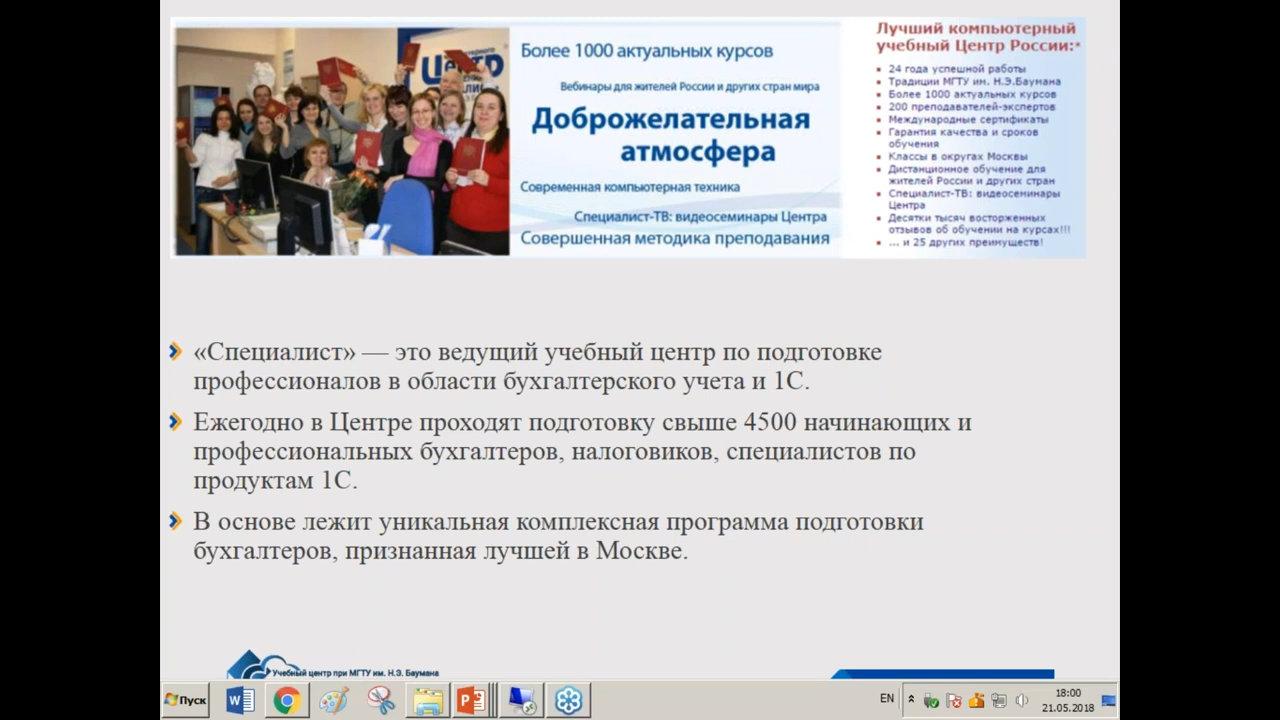 Центр
Более 1000 актуальных курсов
Вебинары для жителей России и других стран мира
Доброжелательная
атмосфера
Современная компьютерная техника
Специалист-ТВ: видеосеминары Центра
Совершенная методика преподавания
Лучший компьютерный
учебный Центр России:*
24 года успешной работы
Традиции МГТУ им. Н.Э.Баумана
Более 1000 актуальных курсов
200 преподавателей-экспертов
Международные сертификаты
Гарантия качества и сроков
обучения
Классы в округах Москвы
Дистанционное обучение для
жителей России и других стран
Специалист-ТВ: видеосеминары
Центра
Десятки тысяч восторженных
отзывов об обучении на курсах!!!
... и 25 других преимуществ!
«Специалист» — это ведущий учебный центр по подготовке
профессионалов в области бухгалтерского учета и 1С.
Ежегодно в Центре проходят подготовку свыше 4500 начинающих и
профессиональных бухгалтеров, налоговиков, специалистов по
продуктам 1С.
В основе лежит уникальная комплексная программа подготовки
бухгалтеров, признанная лучшей в Москве.
Учебный центр при МГТУ им. Н.Э. Баумана
Пуск
EN
18:00
21.05.2018